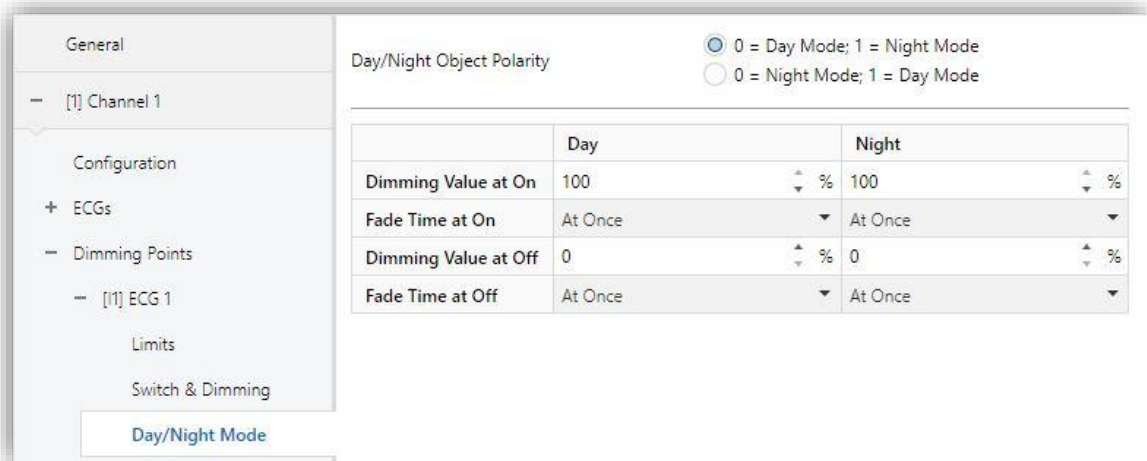 General
[1] Channel 1
Configuration
ECGs
Dimming Points
[I1] ECG 1
Limits
Switch & Dimming
Day/Night Mode
Day/Night Object Polarity
0 = Day Mode; 1 = Night Mode
0 = Night Mode; 1 = Day Mode
Day Night
Dimming Value at On 100 % 100 %
Fade Time at On At Once At Once
Dimming Value at Off 0 % 0 %
Fade Time at Off At Once At Once